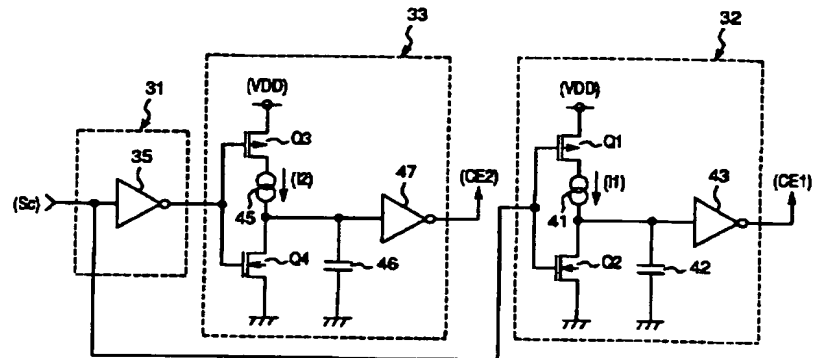 33
32
31
(VDD)
(VDD)
Q3
Q1
35
(I2)
47
(CE2)
(I1)
43
(CE1)
(Sc)
45
41
Q4
46
Q2
42